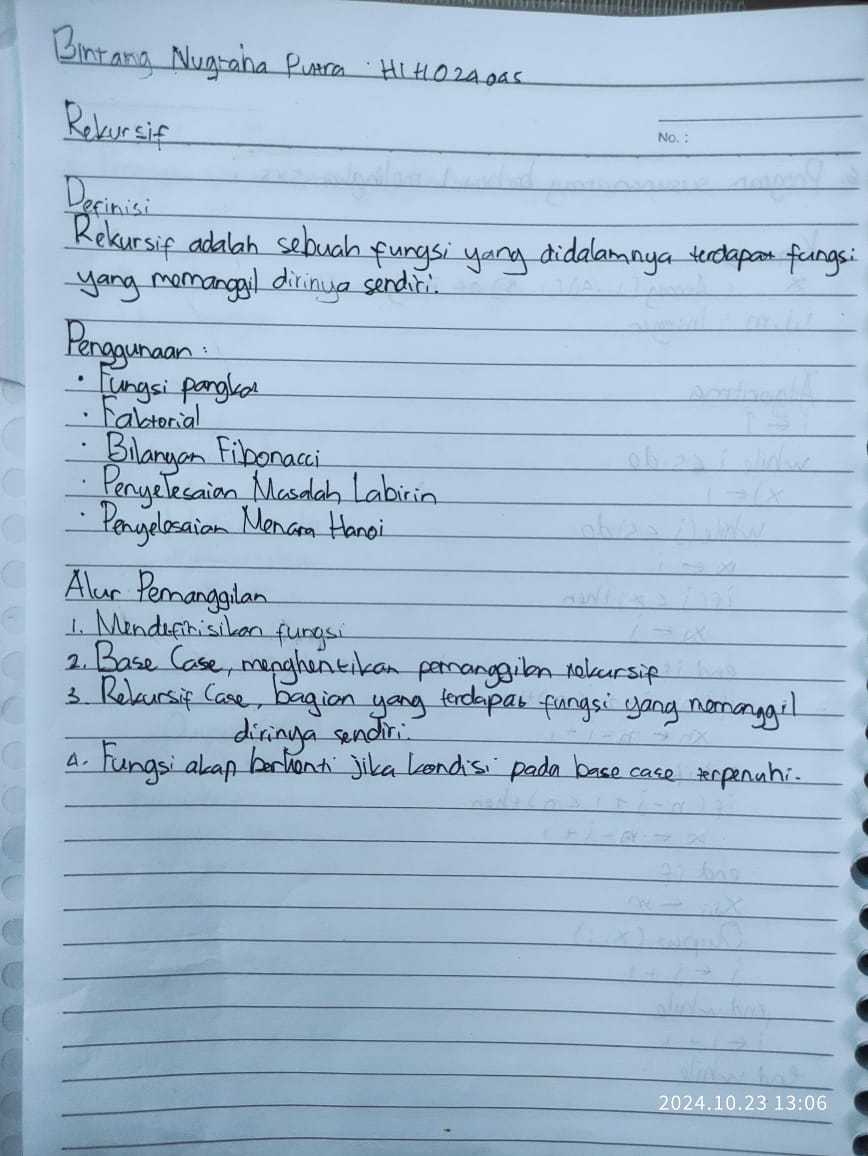 Bintang Nugraha Putra . H1H024045
Rekursif
No. :
Definisi
Rekursif adalah sebuah fungsi yang didalamnya terdapat fungsi
yang memanggil dirinya sendiri.
Penggunaan :
· Fungsi pangkat
· Faktorial
· Bilangan Fibonacci
· Penyelesaian Masalah Labirin
· Penyelesaian Menara Hanoi
Alur Pemanggilan
1. Mendefinisikan fungsi
2. Base Case, menghentikan pemanggilan rekursif
3. Rekursif Case, bagian yang terdapat fungsi yang memanggil
dirinya sendiri.
4. Fungsi akan berhenti jika kondisi pada base case terpenuhi.
2024.10.23 13:06